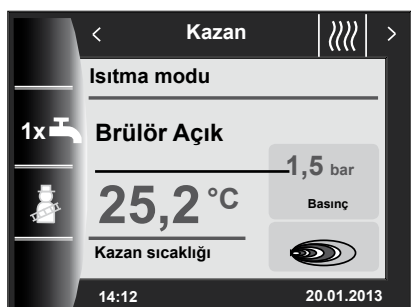 < Kazan >
Isıtma modu
1x
Brülör Açık
1,5 bar
Basınç
25,2 °C
Kazan sıcaklığı
14:12 20.01.2013